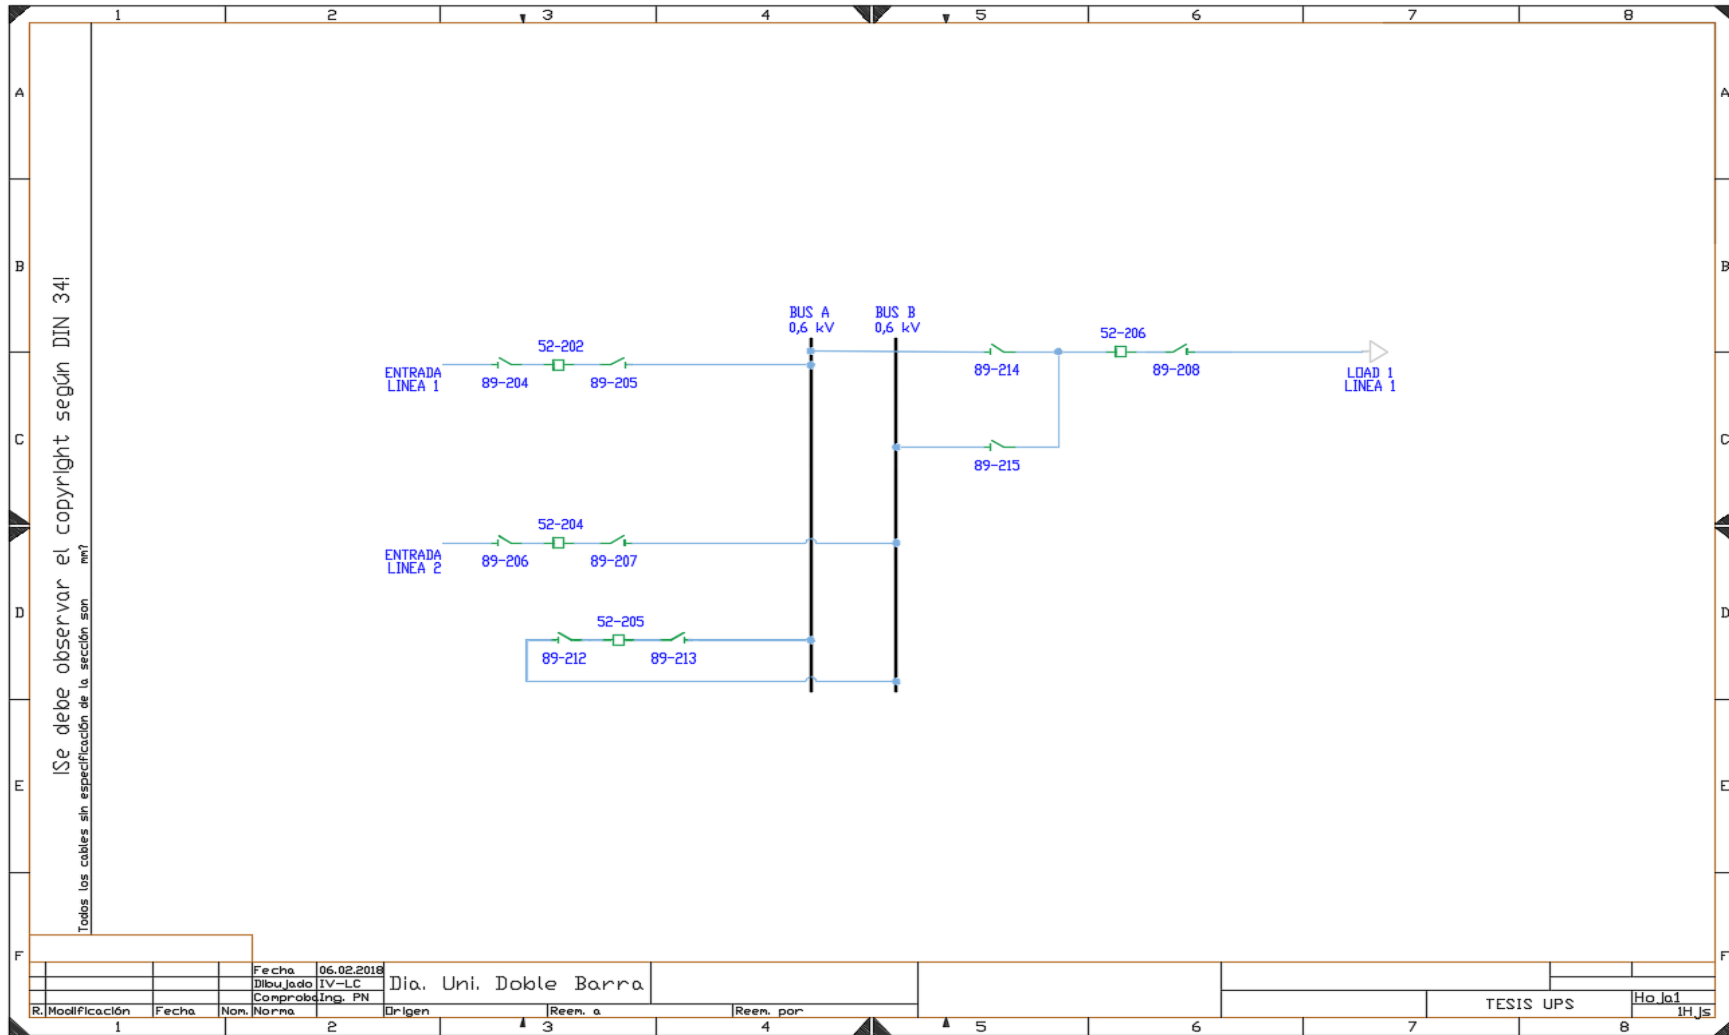 1 2 3 4 5 6 7 8
A A
B B
C C
D D
E E
F F
!Se debe observar el copyright según DIN 34!
Todos los cables sin especificación de la sección son mm²
BUS A
0,6 kV
BUS B
0,6 kV
52-202
ENTRADA
LINEA 1
89-204
89-205
52-206
89-214
89-208
LOAD 1
LINEA 1
89-215
52-204
ENTRADA
LINEA 2
89-206
89-207
52-205
89-212
89-213
Fecha 06.02.2018
Dibujado IV-LC
Comproba Ing. PN
Dia. Uni. Doble Barra
R. Modificación Fecha Nom. Norma Origen Reem. a Reem. por
TESIS UPS
Hoja1
1Hjs
1 2 3 4 5 6 7 8